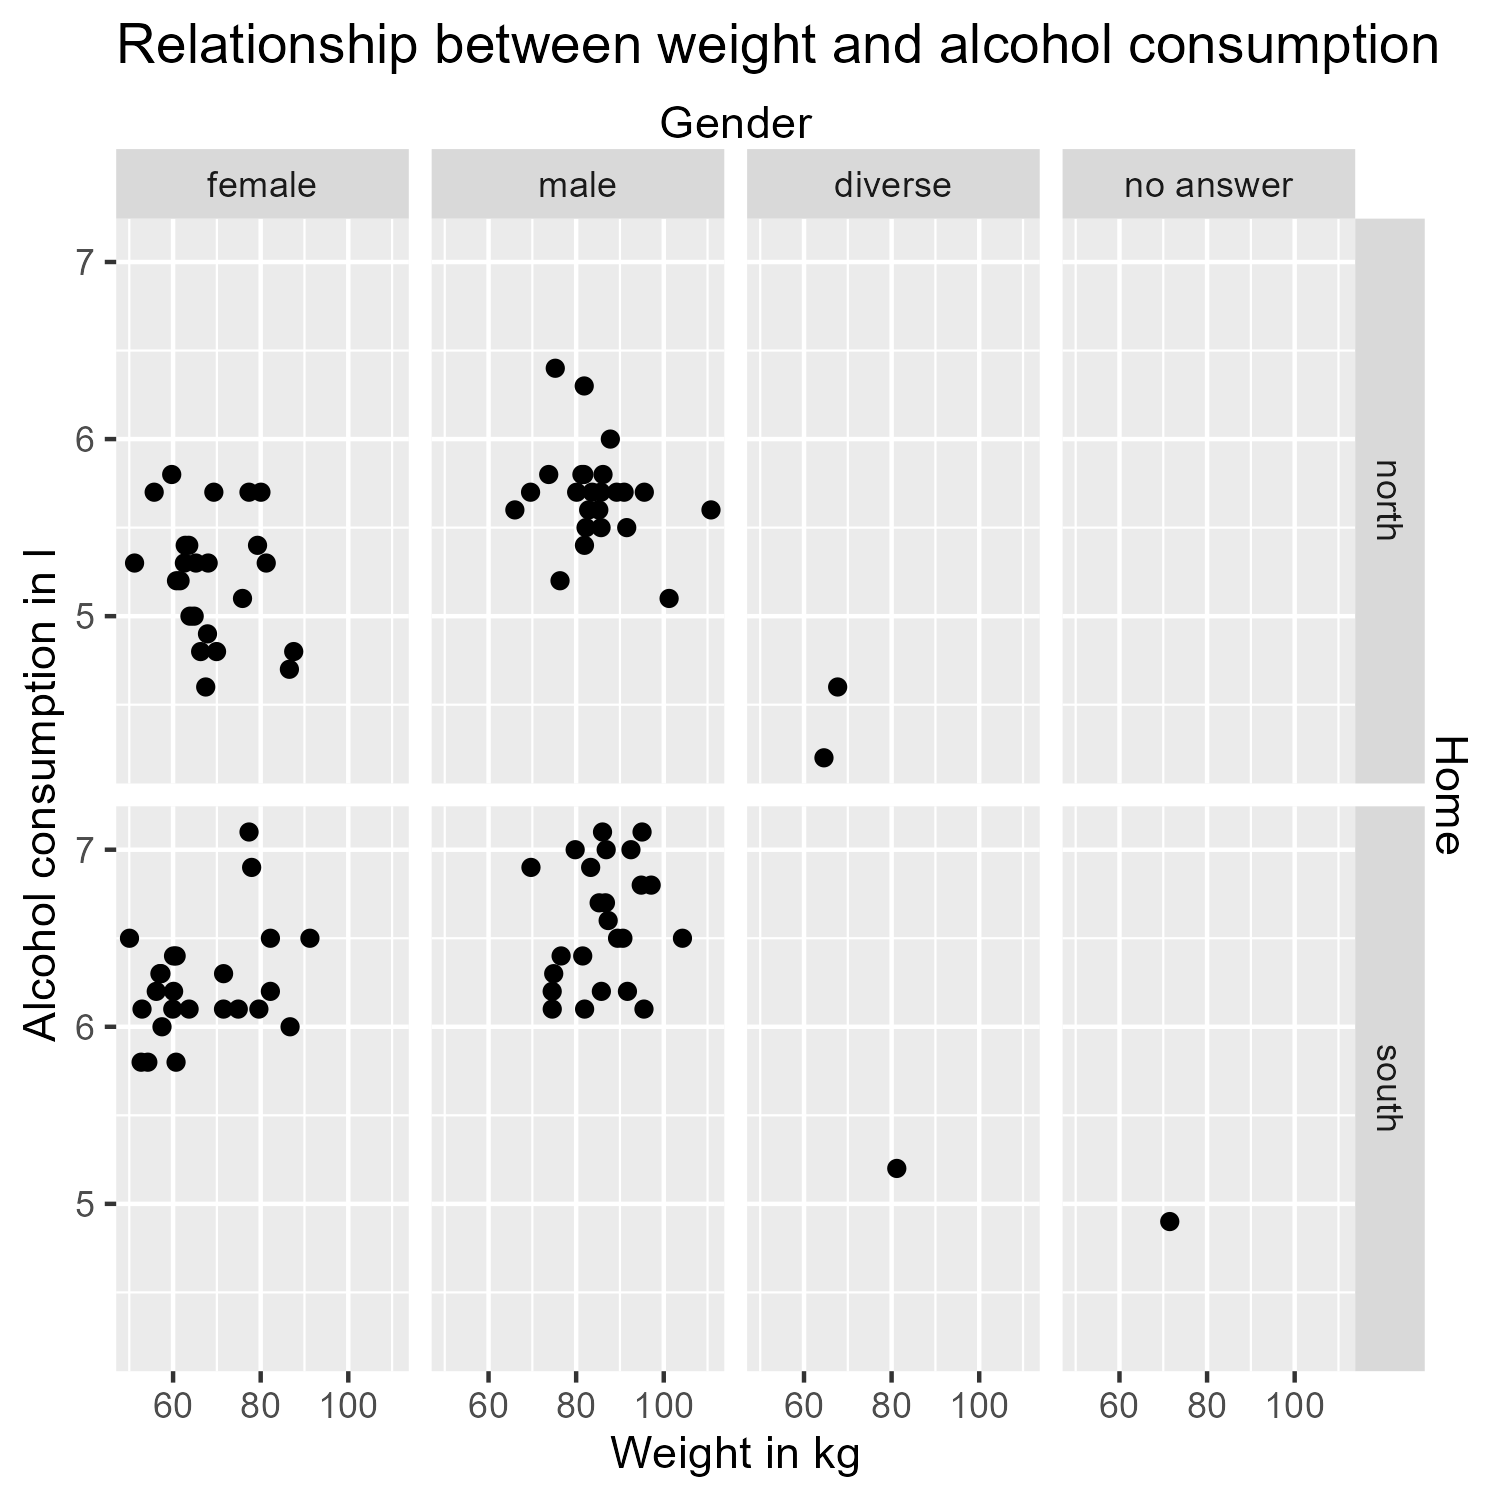 Relationship between weight and alcohol consumption
Gender
female
male
diverse
no answer
7
6
5
north
7
6
5
south
Alcohol consumption in l
Home
60 80 100
60 80 100
60 80 100
60 80 100
Weight in kg